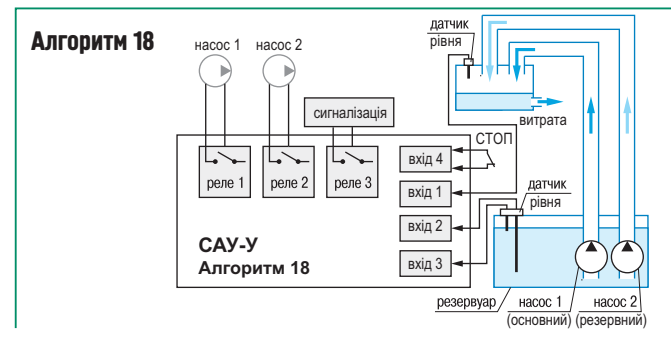 Алгоритм 18
насос 1
насос 2
датчик
рівня
сигналізація
витрата
СТОП
реле 1
реле 2
реле 3
вхід 4
вхід 1
вхід 2
вхід 3
датчик
рівня
САУ-У
Алгоритм 18
резервуар
насос 1
(основний)
насос 2
(резервний)